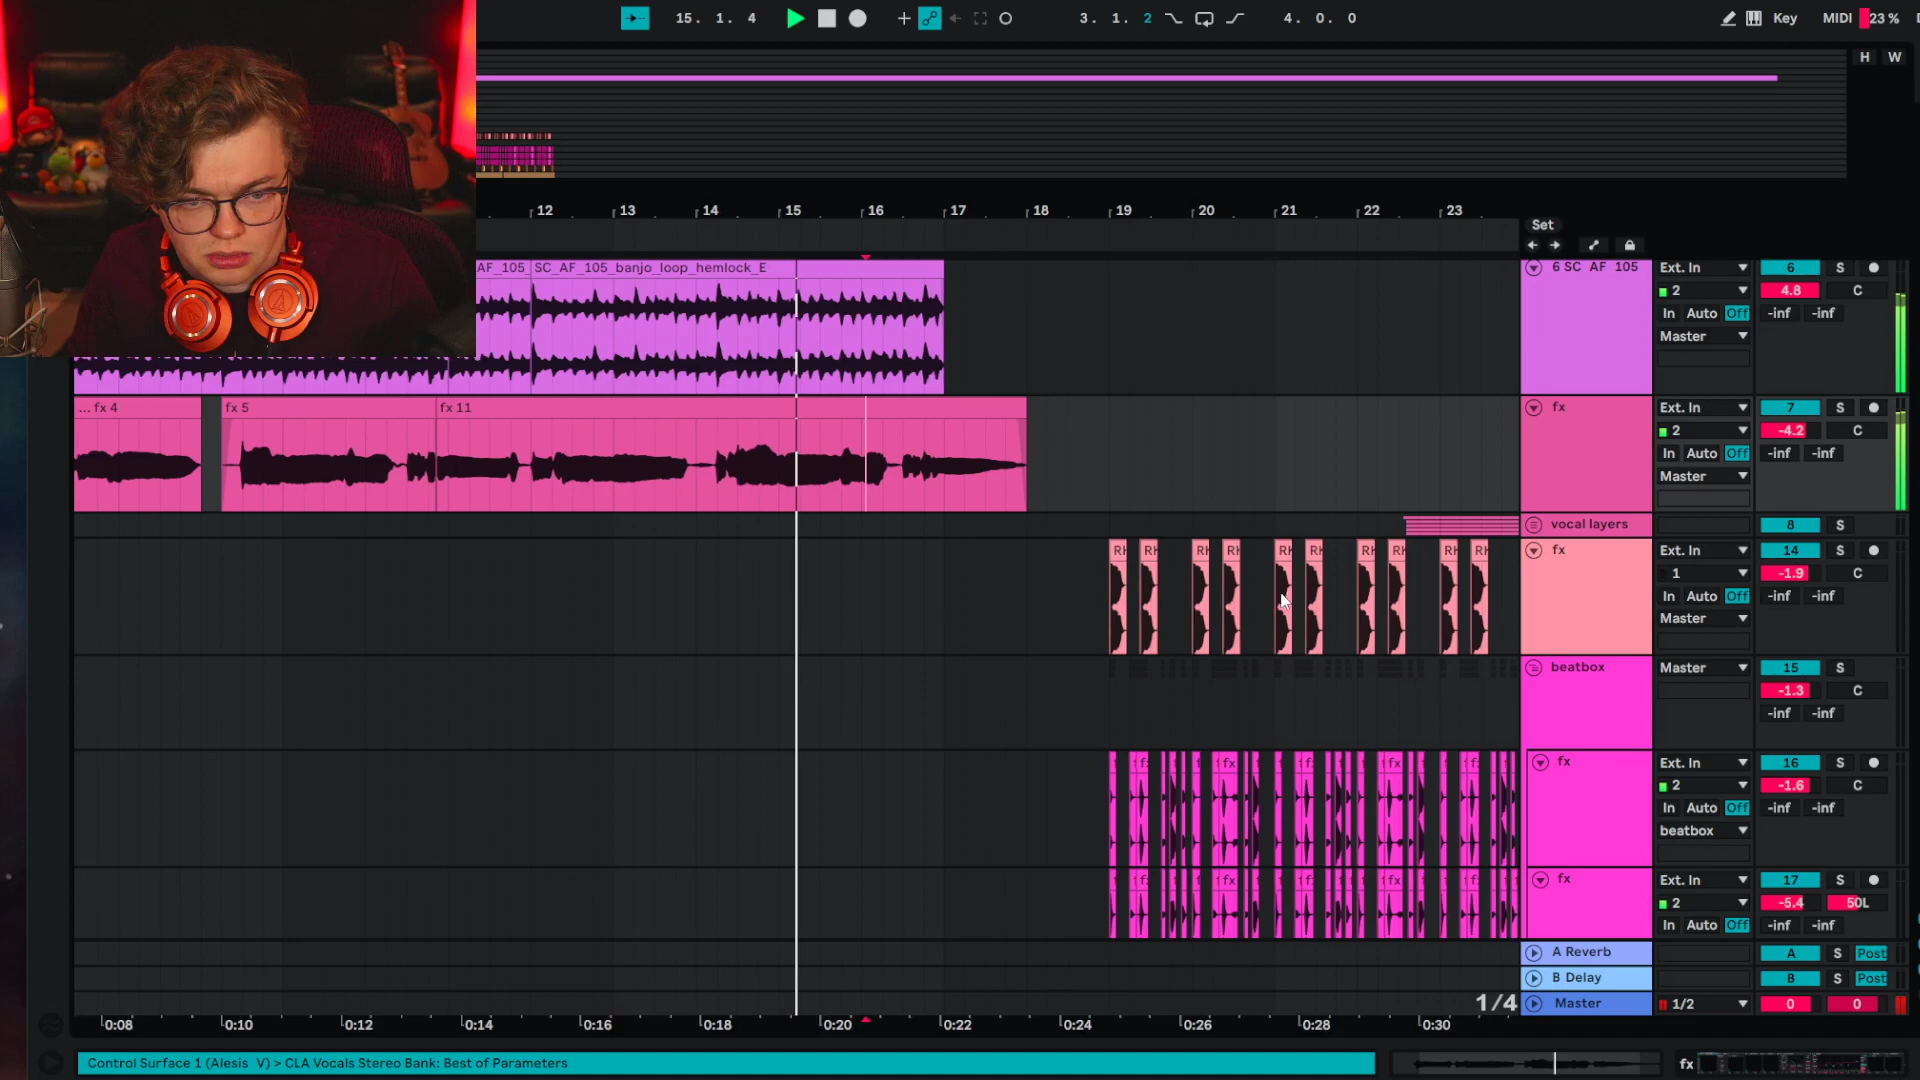 15. 1. 4
3. 1. 2
4. 0. 0
Key
MIDI
23 %
H W
12 13 14 15 16 17 18 19 20 21 22 23
Set
AF_105_
SC_AF_105_banjo_loop_hemlock_E
6 SC AF 105
Ext. In
6
S
2
4.8
C
In Auto Off
-inf -inf
Master
... fx 4
fx 5
fx 11
fx
Ext. In
7
S
2
-4.2
C
In Auto Off
-inf -inf
Master
vocal layers
8
S
fx
Ext. In
14
S
1
-1.9
C
In Auto Off
-inf -inf
Master
beatbox
Master
15
S
-1.3
C
-inf -inf
fx
Ext. In
16
S
2
-1.6
C
In Auto Off
-inf -inf
beatbox
fx
Ext. In
17
S
2
-5.4
50L
In Auto Off
-inf -inf
A Reverb
A
S
Post
B Delay
B
S
Post
1/4
Master
1/2
0
0
0:08 0:10 0:12 0:14 0:16 0:18 0:20 0:22 0:24 0:26 0:28 0:30
Control Surface 1 (Alesis V) > CLA Vocals Stereo Bank: Best of Parameters
fx